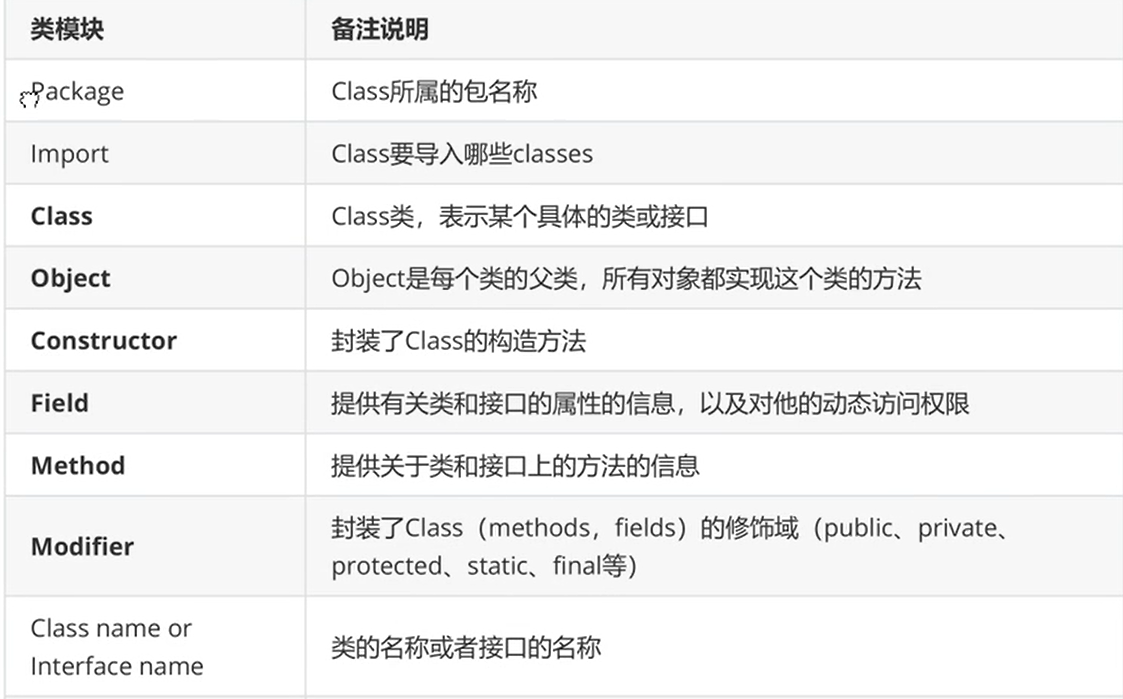 类模块 备注说明
Package Class所属的包名称
Import Class要导入哪些classes
Class Class类，表示某个具体的类或接口
Object Object是每个类的父类，所有对象都实现这个类的方法
Constructor 封装了Class的构造方法
Field 提供有关类和接口的属性的信息，以及对他的动态访问权限
Method 提供关于类和接口上的方法的信息
Modifier 封装了Class（methods，fields）的修饰域（public、private、
protected、static、final等）
Class name or
Interface name
类的名称或者接口的名称